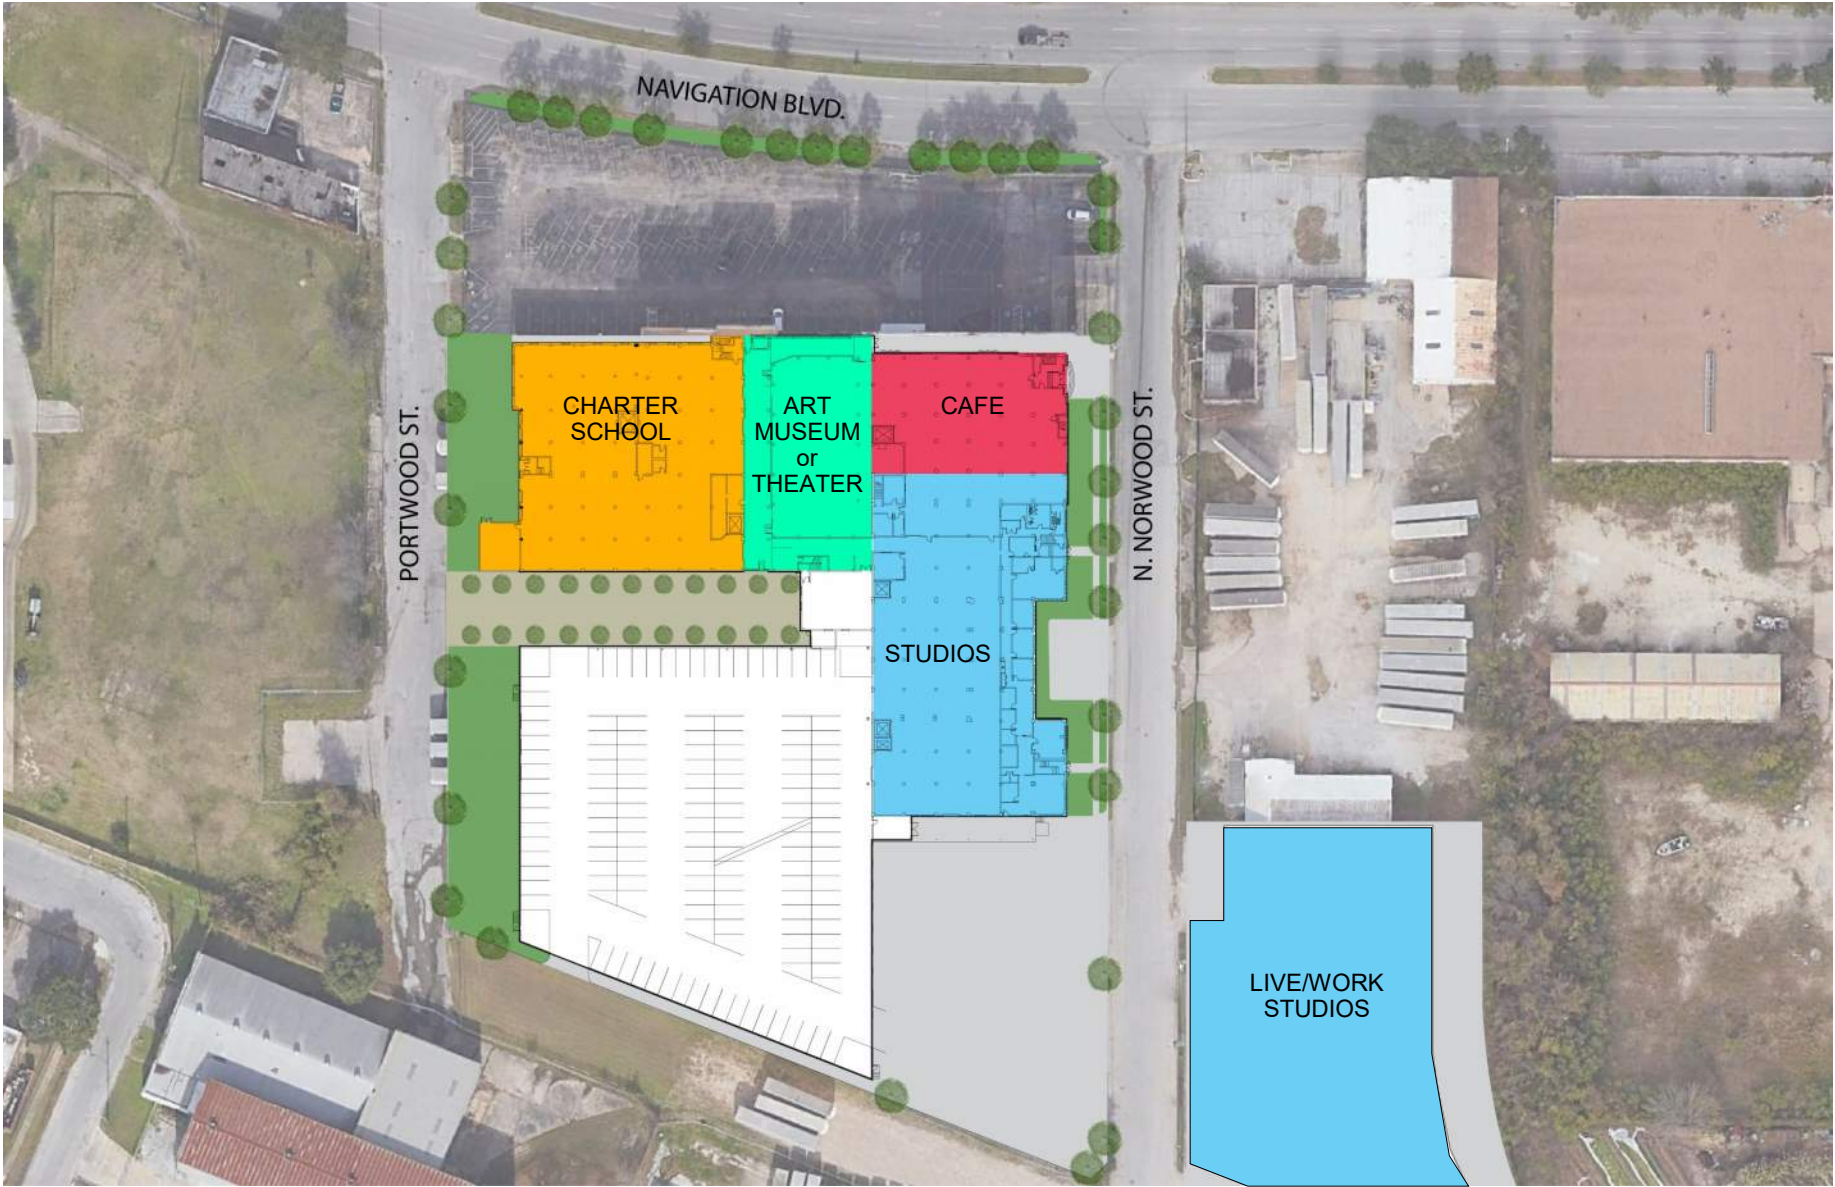 NAVIGATION BLVD.
CHARTER
SCHOOL
ART
MUSEUM
or
THEATER
CAFE
PORTWOOD ST.
N. NORWOOD ST.
STUDIOS
LIVE/WORK
STUDIOS